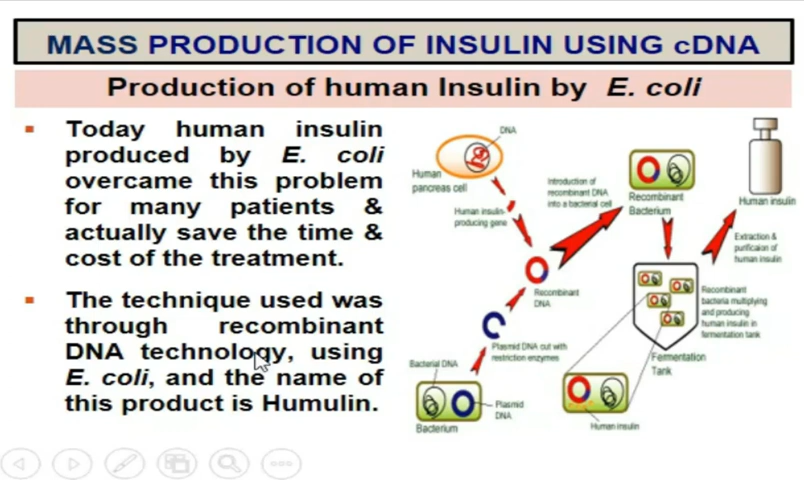 MASS PRODUCTION OF INSULIN USING cDNA
Production of human Insulin by E. coli
▪ Today human insulin
produced by E. coli
overcame this problem
for many patients &
actually save the time &
cost of the treatment.
▪ The technique used was
through recombinant
DNA technology, using
E. coli, and the name of
this product is Humulin.
DNA
Human
pancreas cell
Human insulin-
producing gene
Introduction of
recombinant DNA
into a bacterial cell
Recombinant
Bacterium
Human insulin
Extraction &
purificaion of
human insulin
Recombinant
DNA
Recombinant
bacteria multiplying
and producing
human insulin in
fermentation tank
Plasmid DNA cut with
restriction enzymes
Fermentation
Tank
Bacterial DNA
Plasmid
DNA
Bacterium
Human insulin